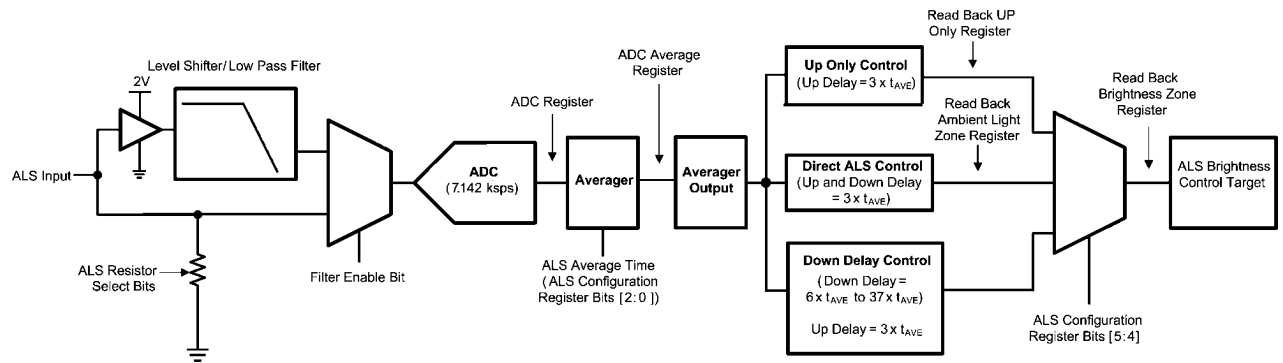 Level Shifter/Low Pass Filter
2V
ALS Input
ALS Resistor
Select Bits
Filter Enable Bit
ADC
(7.142 ksps)
ADC Register
Averager
ALS Average Time
(ALS Configuration
Register Bits [2:0])
ADC Average
Register
Averager
Output
Up Only Control
(Up Delay = 3 x tAVE)
Direct ALS Control
(Up and Down Delay
= 3 x tAVE)
Down Delay Control
(Down Delay =
6 x tAVE to 37 x tAVE)
Up Delay = 3 x tAVE
Read Back UP
Only Register
Read Back
Ambient Light
Zone Register
Read Back
Brightness Zone
Register
ALS Configuration
Register Bits [5:4]
ALS Brightness
Control Target